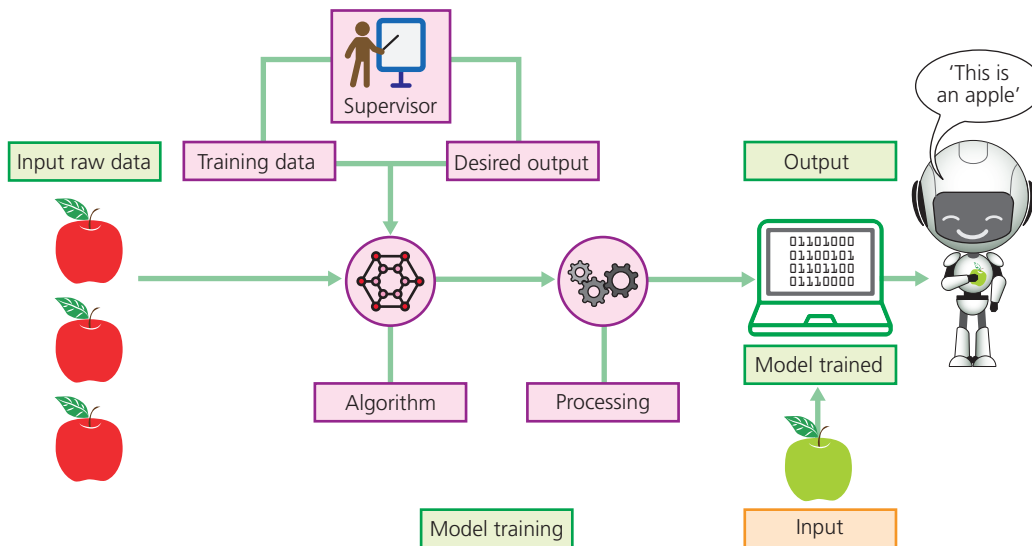 Supervisor
'This is
an apple'
Input raw data
Training data
Desired output
Output
01101000
01100101
01101100
01110000
Model trained
Algorithm
Processing
Model training
Input